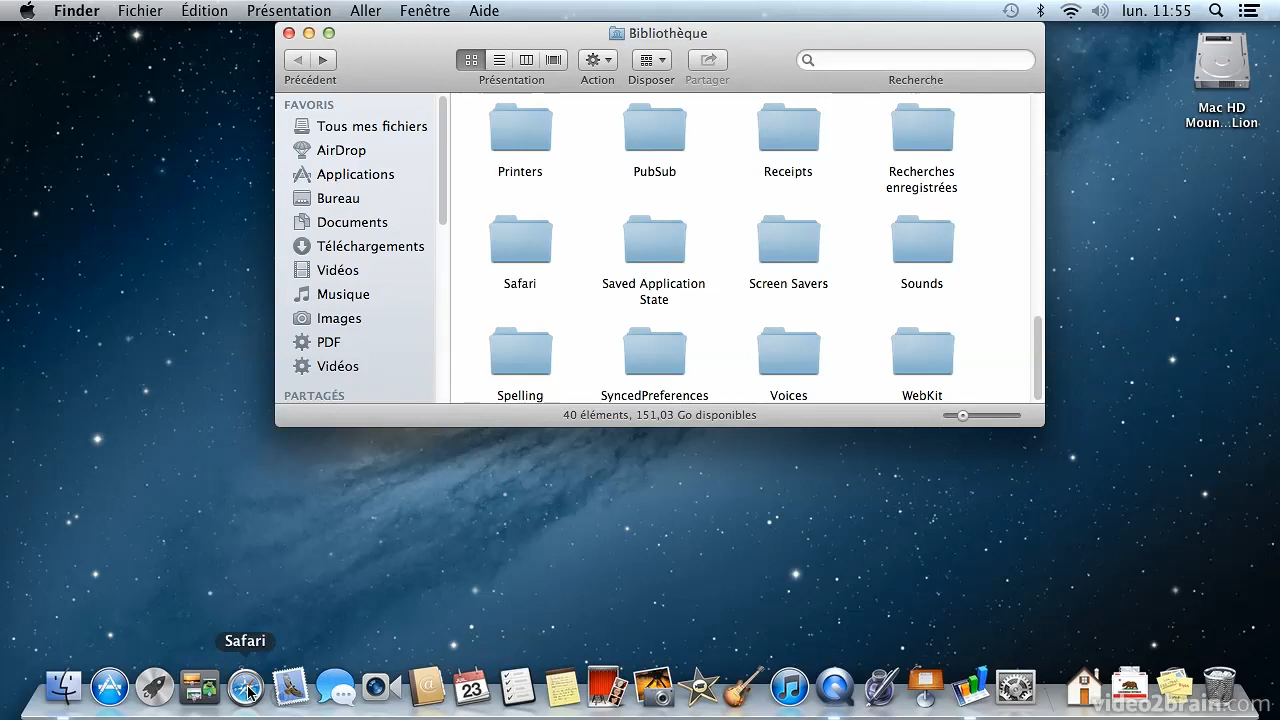 Finder Fichier Édition Présentation Aller Fenêtre Aide lun. 11:55
Bibliothèque
Précédent Présentation Action Disposer Partager Recherche
FAVORIS
Tous mes fichiers
AirDrop
Applications
Bureau
Documents
Téléchargements
Vidéos
Musique
Images
PDF
Vidéos
PARTAGÉS
Printers PubSub Receipts Recherches
enregistrées
Safari Saved Application
State Screen Savers Sounds
Spelling SyncedPreferences Voices WebKit
40 éléments, 151,03 Go disponibles
Mac HD
Moun...Lion
Safari
23
video2brain.com